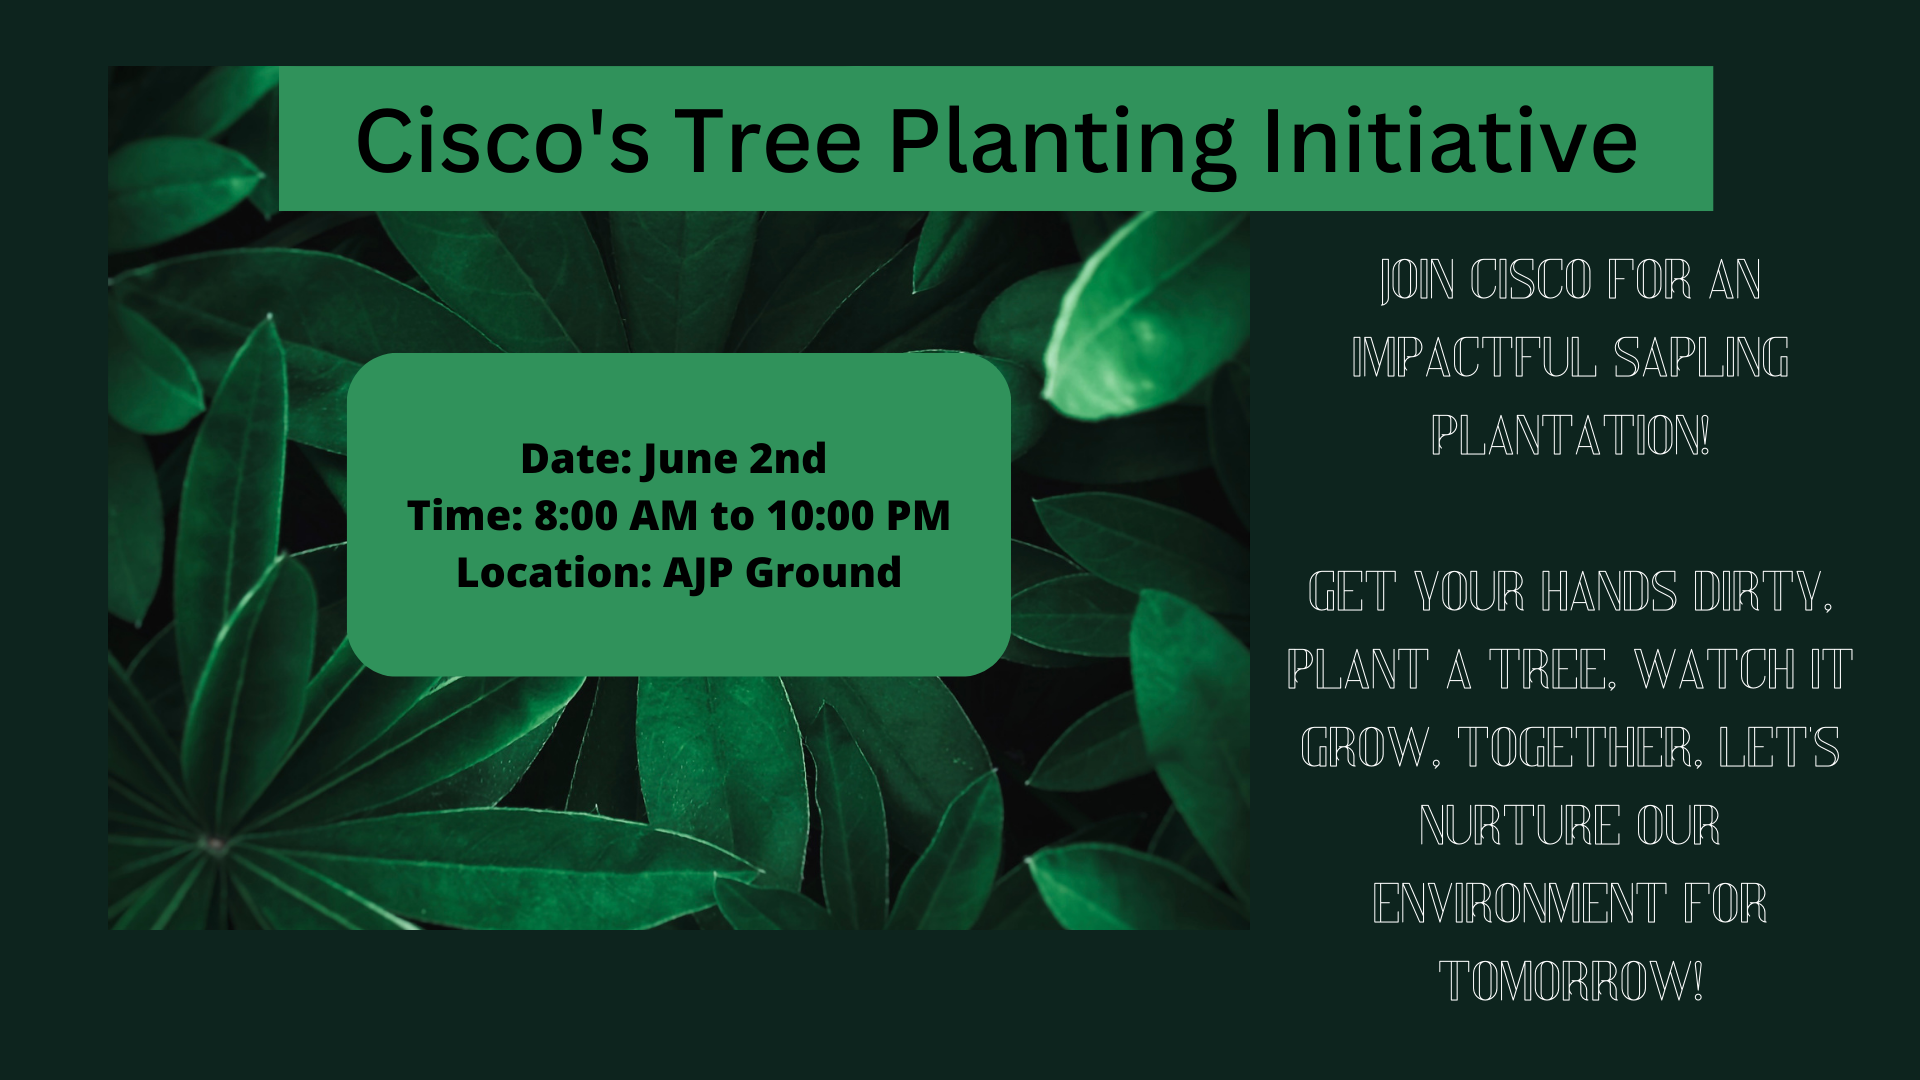 Cisco's Tree Planting Initiative
Date: June 2nd
Time: 8:00 AM to 10:00 PM
Location: AJP Ground
JOIN CISCO FOR AN
IMPACTFUL SAPLING
PLANTATION!
GET YOUR HANDS DIRTY,
PLANT A TREE, WATCH IT
GROW, TOGETHER, LET'S
NURTURE OUR
ENVIRONMENT FOR
TOMORROW!